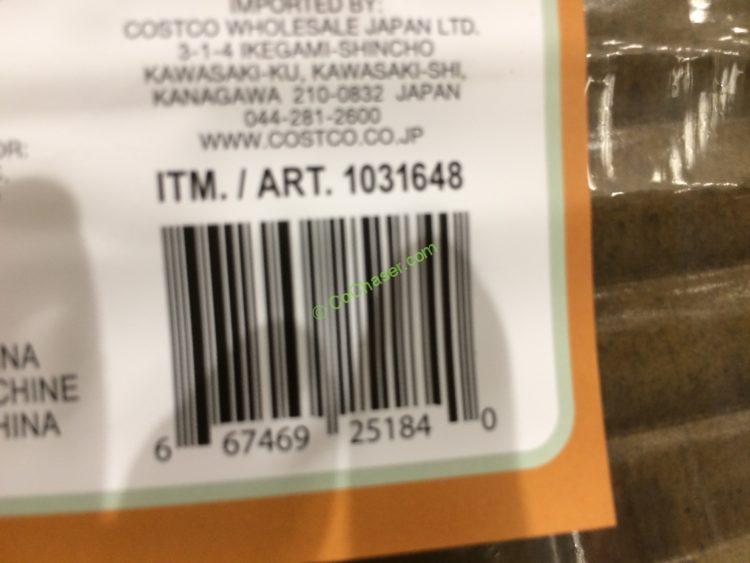 IMPORTED BY:
COSTCO WHOLESALE JAPAN LTD.
3-1-4 IKEGAMI-SHINCHO
KAWASAKI-KU, KAWASAKI-SHI,
KANAGAWA 210-0832 JAPAN
044-281-2600
WWW.COSTCO.CO.JP
OR:
ITM. / ART. 1031648
© CoChaser.com
NA
CHINE
HINA
6 67469 25184 0